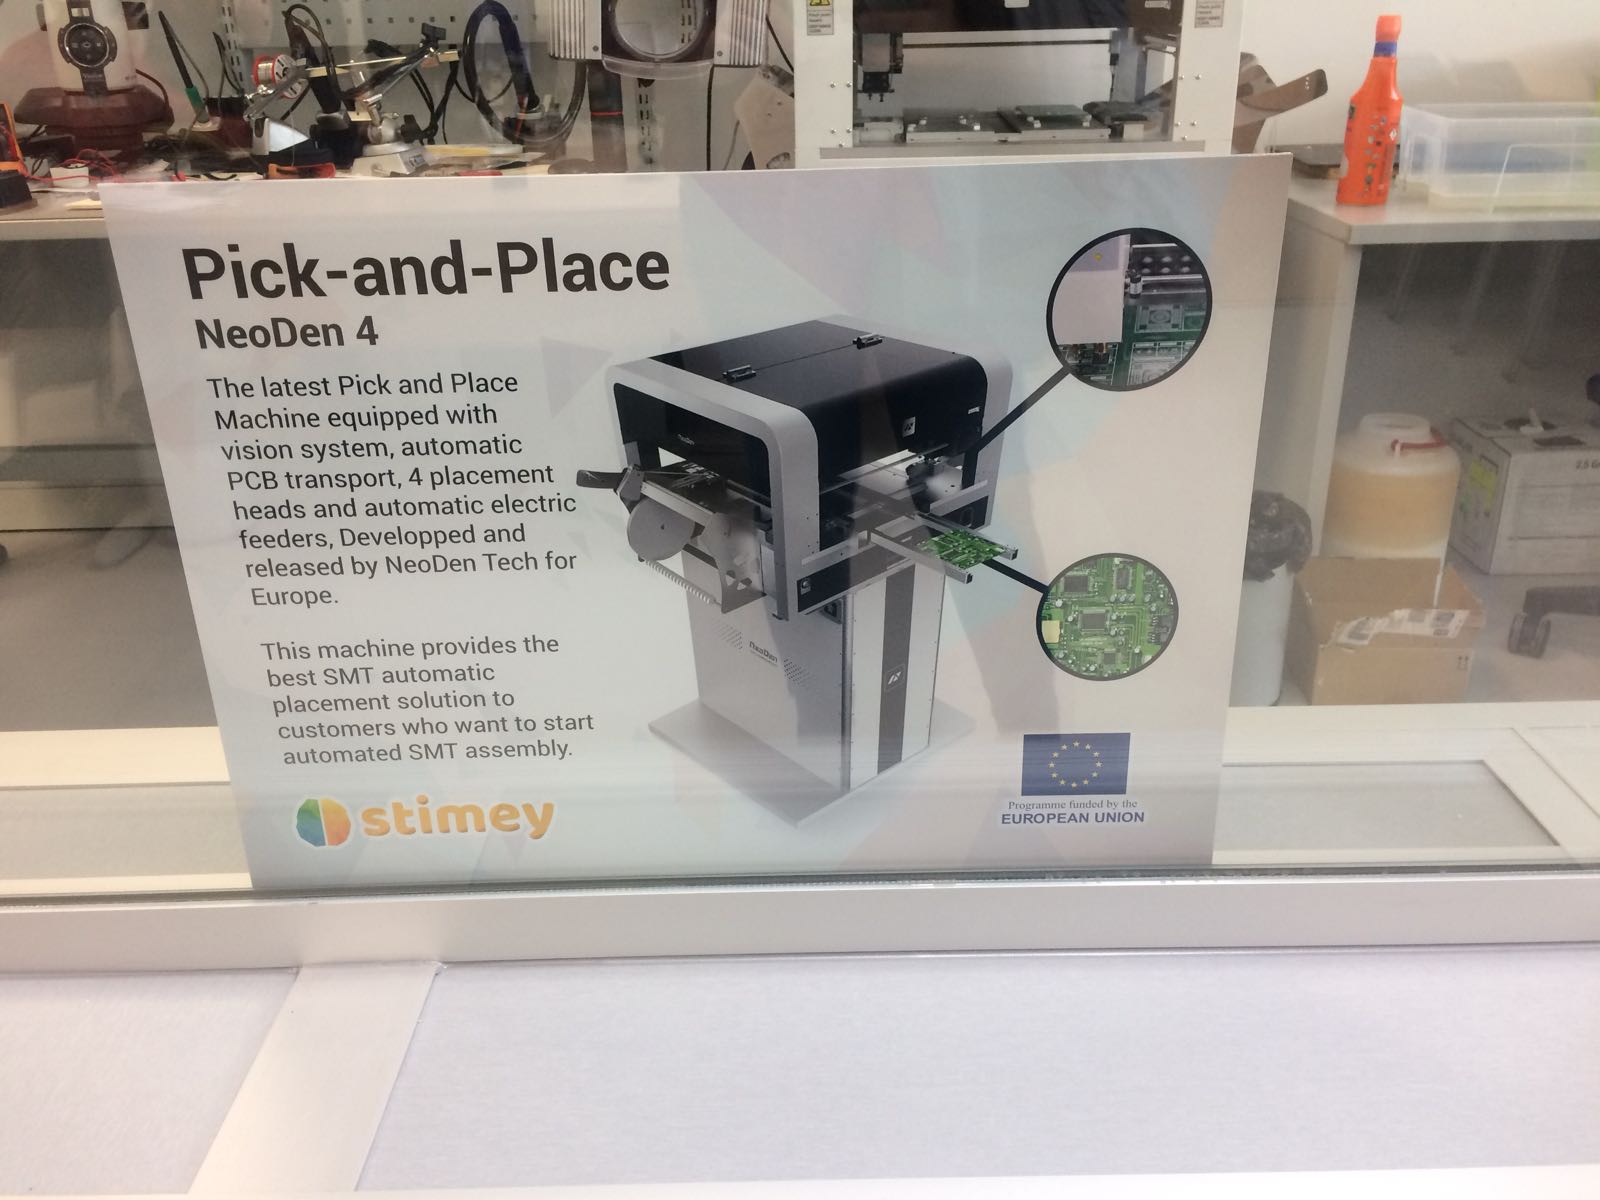 Pick-and-Place
NeoDen 4
The latest Pick and Place
Machine equipped with
vision system, automatic
PCB transport, 4 placement
heads and automatic electric
feeders, Developped and
released by NeoDen Tech for
Europe.
This machine provides the
best SMT automatic
placement solution to
customers who want to start
automated SMT assembly.
stimey
NeoDen
NeoDen
Programme funded by the
EUROPEAN UNION